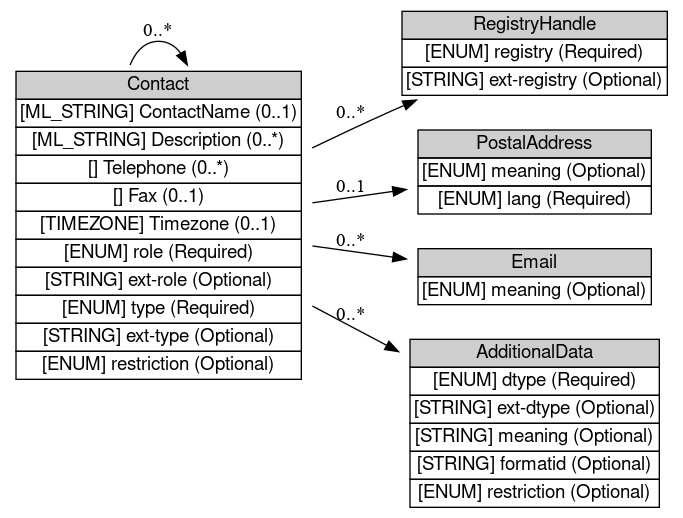 0..*
Contact
[ML_STRING] ContactName (0..1)
[ML_STRING] Description (0..*)
[] Telephone (0..*)
[] Fax (0..1)
[TIMEZONE] Timezone (0..1)
[ENUM] role (Required)
[STRING] ext-role (Optional)
[ENUM] type (Required)
[STRING] ext-type (Optional)
[ENUM] restriction (Optional)
0..*
RegistryHandle
[ENUM] registry (Required)
[STRING] ext-registry (Optional)
0..1
PostalAddress
[ENUM] meaning (Optional)
[ENUM] lang (Required)
0..*
Email
[ENUM] meaning (Optional)
0..*
AdditionalData
[ENUM] dtype (Required)
[STRING] ext-dtype (Optional)
[STRING] meaning (Optional)
[STRING] formatid (Optional)
[ENUM] restriction (Optional)